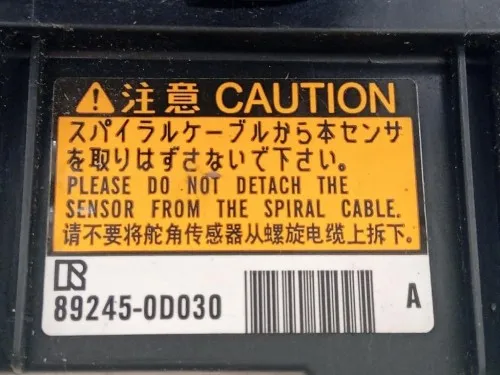 注意 CAUTION
スパイラルケーブルから本センサ
を取りはずさないで下さい。
PLEASE DO NOT DETACH THE
SENSOR FROM THE SPIRAL CABLE.
请不要将舵角传感器从螺旋电缆上拆下。
89245-0D030
A